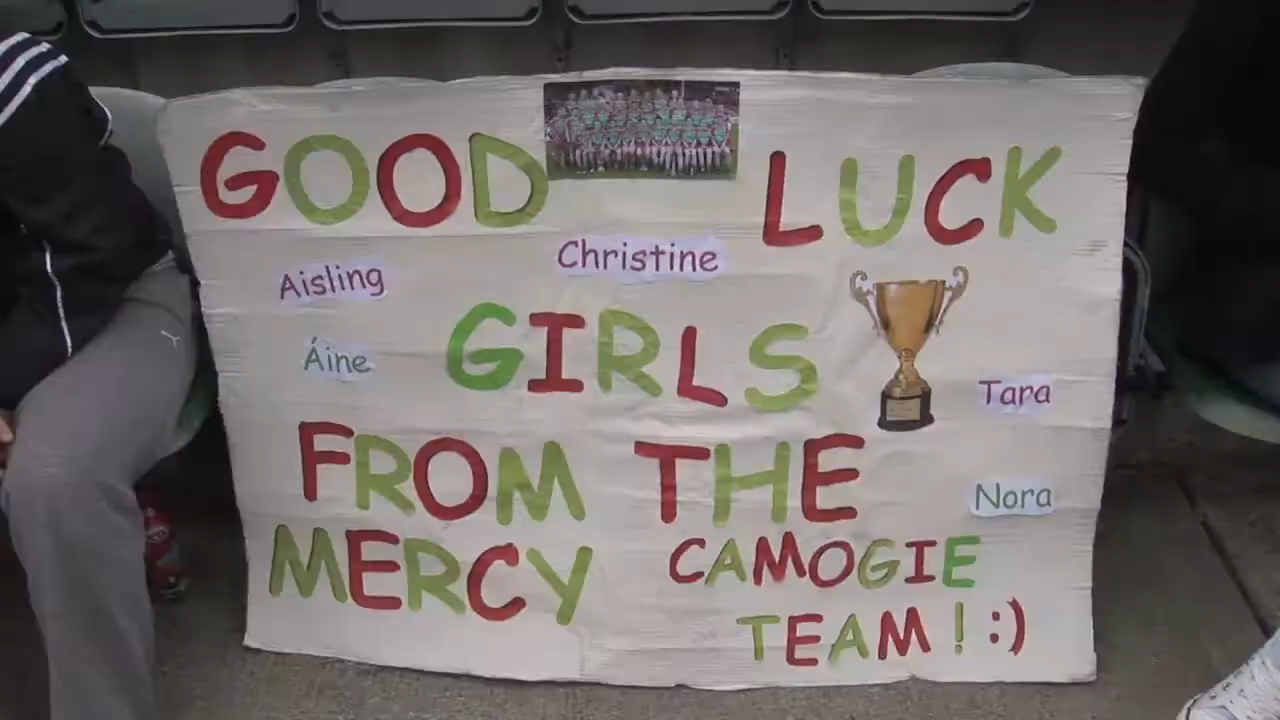 GOOD LUCK
Christine
Aisling
GIRLS
Áine
Tara
FROM THE
Nora
MERCY CAMOGIE
TEAM! :)